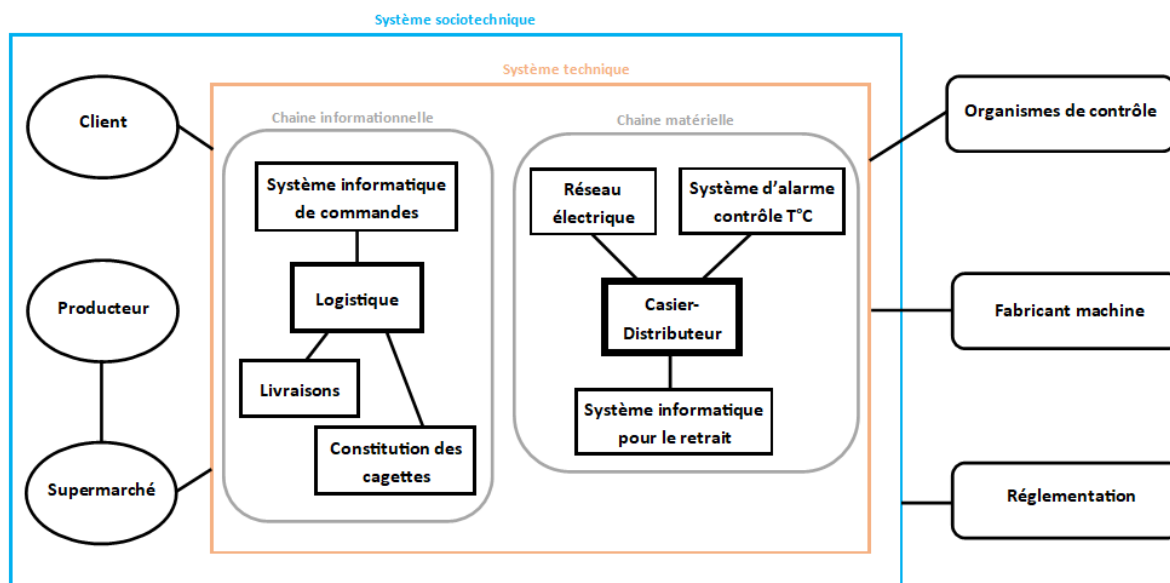 Système sociotechnique
Système technique
Chaine informationnelle
Chaine matérielle
Client
Producteur
Supermarché
Système informatique
de commandes
Logistique
Livraisons
Constitution des
cagettes
Réseau
électrique
Système d'alarme
contrôle T°C
Casier-
Distributeur
Système informatique
pour le retrait
Organismes de contrôle
Fabricant machine
Réglementation